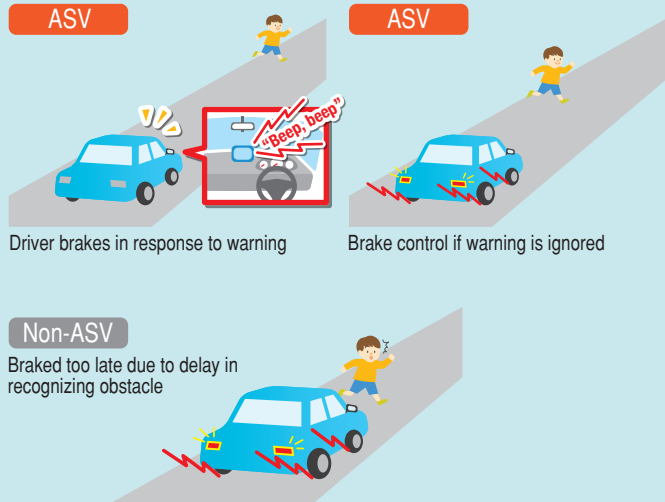 ASV
"Beep, beep"
Driver brakes in response to warning
ASV
Brake control if warning is ignored
Non-ASV
Braked too late due to delay in
recognizing obstacle